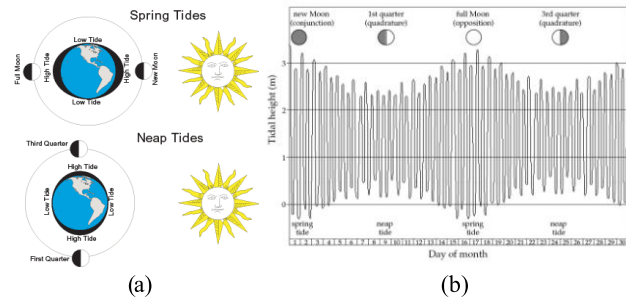 Spring Tides
Low Tide
Full Moon
High Tide
High Tide
New Moon
Low Tide
Neap Tides
Third Quarter
High Tide
Low Tide
Low Tide
High Tide
First Quarter
(a)
new Moon 1st quarter full Moon 3rd quarter
(conjunction) (quadrature) (opposition) (quadrature)
Tidal height (m)
3
2
1
0
spring neap spring neap
tide tide tide tide
1 2 3 4 5 6 7 8 9 10 11 12 13 14 15 16 17 18 19 20 21 22 23 24 25 26 27 28 29 30
Day of month
(b)